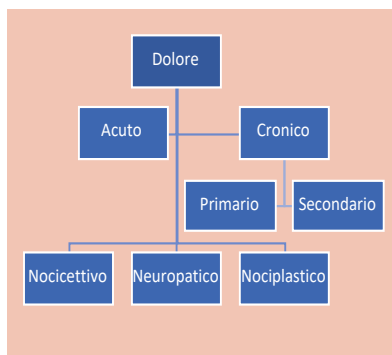 Dolore
Acuto
Cronico
Primario
Secondario
Nocicettivo
Neuropatico
Nociplastico